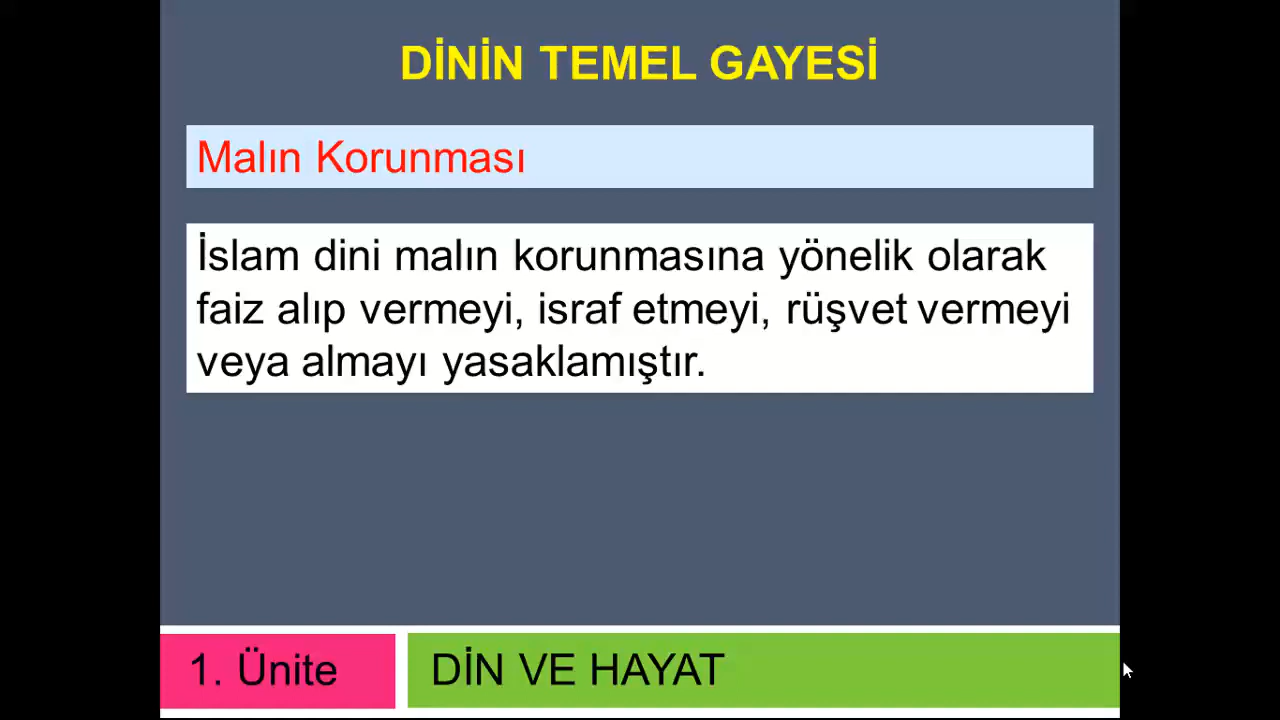 DİNİN TEMEL GAYESİ
Malın Korunması
İslam dini malın korunmasına yönelik olarak
faiz alıp vermeyi, israf etmeyi, rüşvet vermeyi
veya almayı yasaklamıştır.
1. Ünite
DİN VE HAYAT